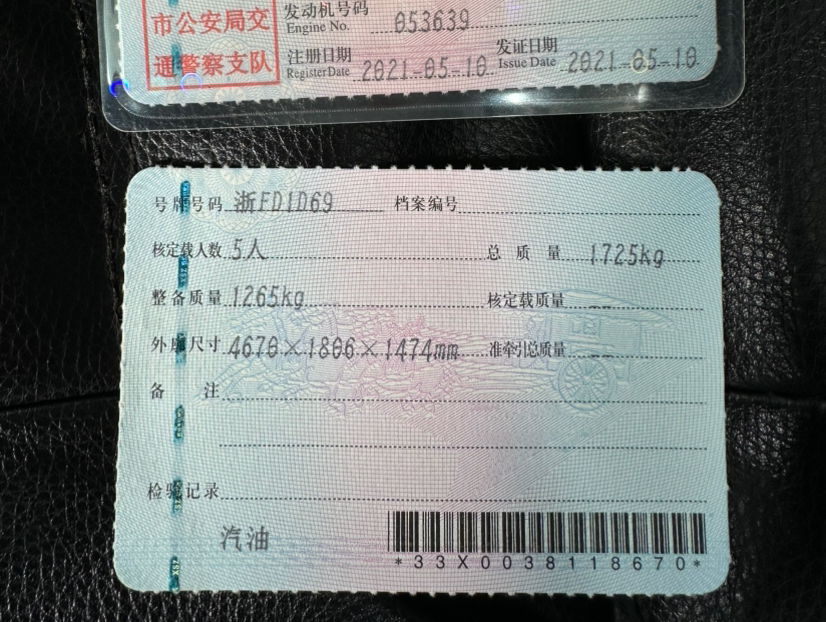 市公安局交
通警察支队
发动机号码 053639
Engine No.
注册日期 2021-05-10 发证日期 2021-05-10
Register Date Issue Date
号牌号码 浙FD1D69 档案编号
核定载人数 5人 总质量 1725kg
整备质量 1265kg 核定载质量 --
外廓尺寸 4670×1806×1474mm 准牵引总质量 --
备注
检验记录
汽油
*33X0038118670*